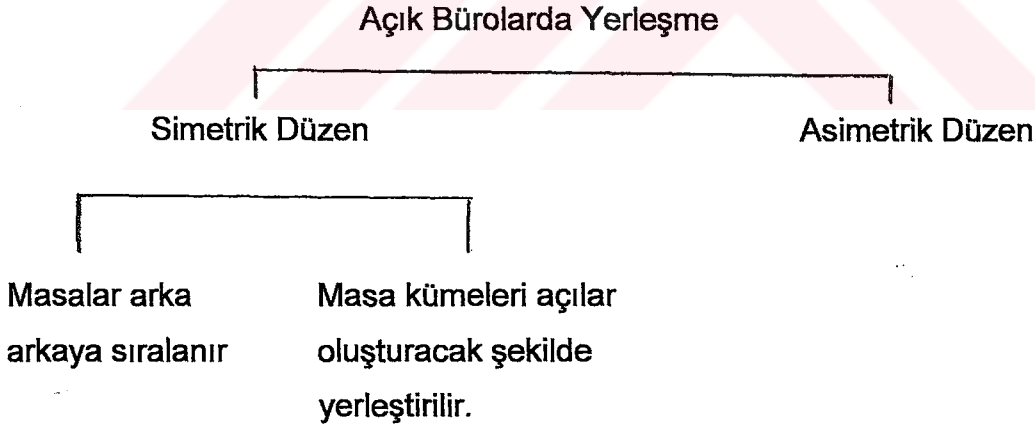 Açık Bürolarda Yerleşme
Simetrik Düzen
Asimetrik Düzen
Masalar arka
arkaya sıralanır
Masa kümeleri açılar
oluşturacak şekilde
yerleştirilir.